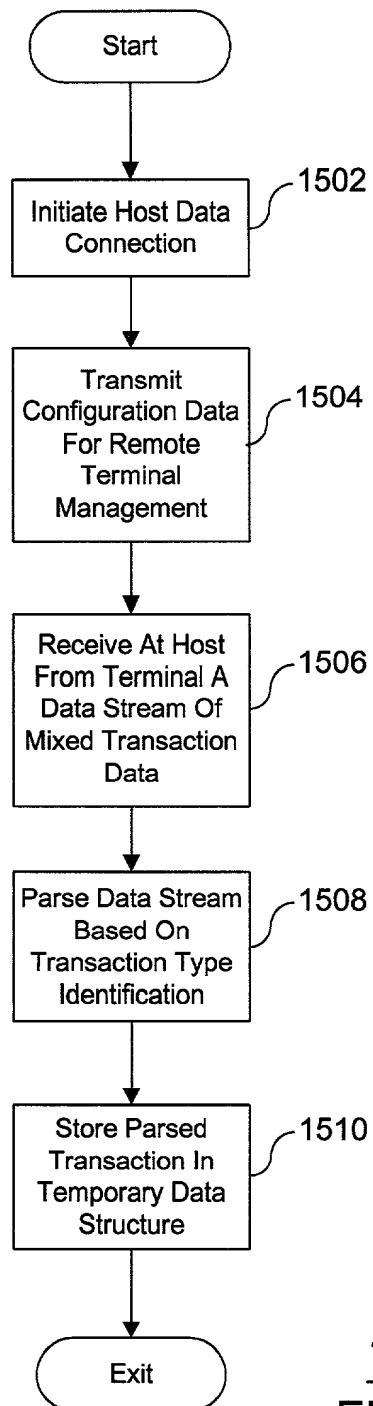 Start
1502
Initiate Host Data
Connection
1504
Transmit
Configuration Data
For Remote
Terminal
Management
1506
Receive At Host
From Terminal A
Data Stream Of
Mixed Transaction
Data
1508
Parse Data Stream
Based On
Transaction Type
Identification
1510
Store Parsed
Transaction In
Temporary Data
Structure
Exit